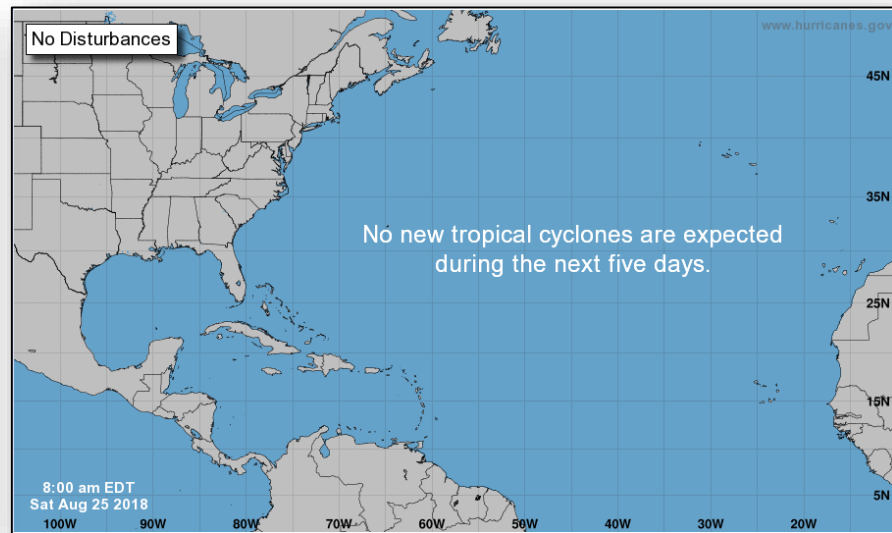 No Disturbances
www.hurricanes.gov
45N
35N
No new tropical cyclones are expected
during the next five days.
25N
15N
8:00 am EDT
Sat Aug 25 2018
5N
100W 90W 80W 70W 60W 50W 40W 30W 20W